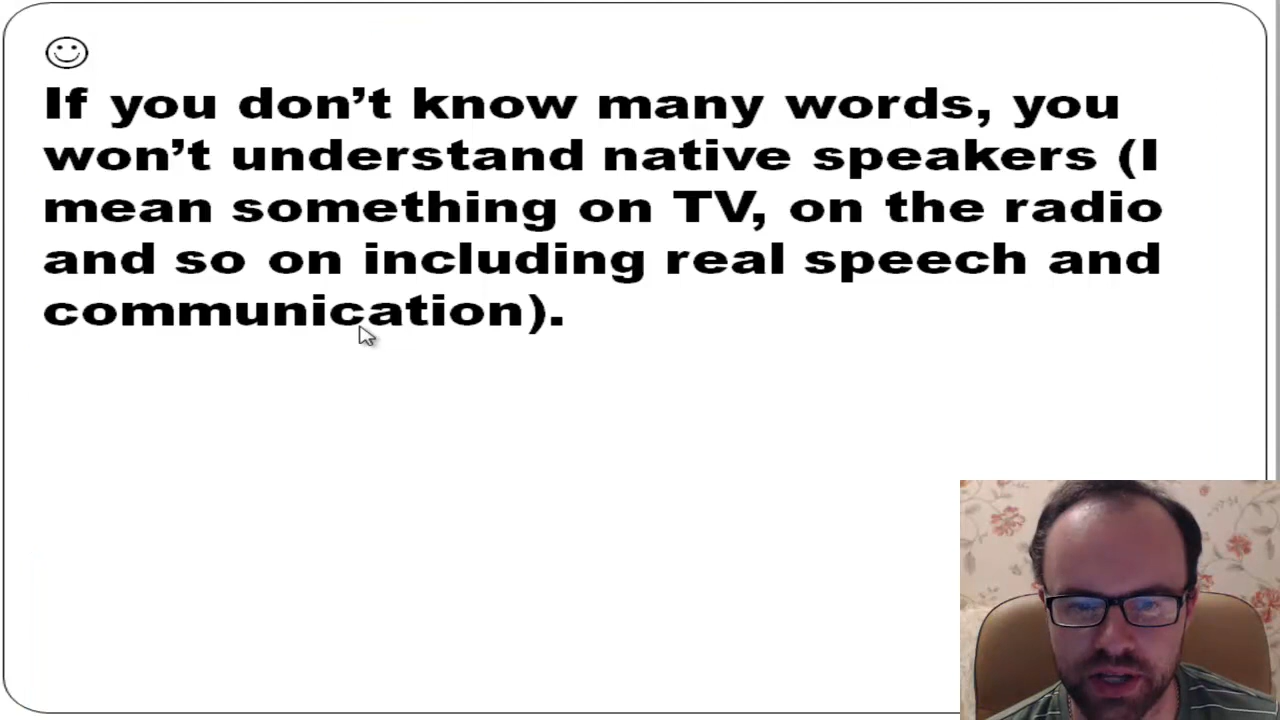 If you don’t know many words, you
won’t understand native speakers (I
mean something on TV, on the radio
and so on including real speech and
communication).